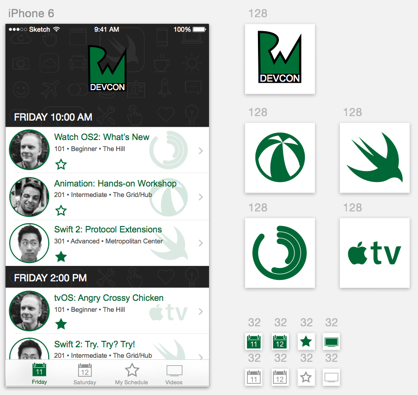 iPhone 6
Sketch
9:41 AM
100%
RW
DEVCON
FRIDAY 10:00 AM
Watch OS2: What's New
101 • Beginner • The Hill
Animation: Hands-on Workshop
201 • Intermediate • The Grid/Hub
Swift 2: Protocol Extensions
301 • Advanced • Metropolitan Center
FRIDAY 2:00 PM
tvOS: Angry Crossy Chicken
101 • Beginner • The Hill
tv
Swift 2: Try. Try? Try!
201 • Intermediate • The Grid/Hub
11
12
Friday
Saturday
My Schedule
Videos
128
RW
DEVCON
128
128
128
128
tv
32
32
32
32
11
12
32
32
32
32
11
12